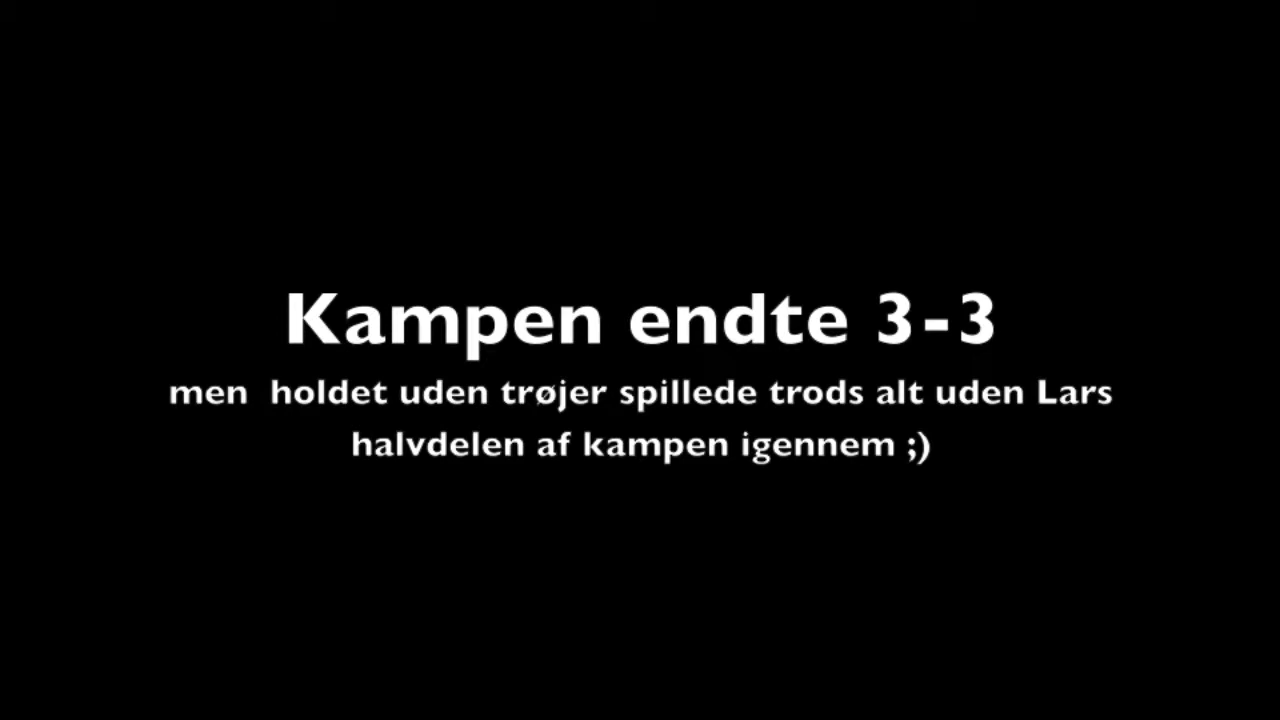 Kampen endte 3-3
men holdet uden trøjer spillede trods alt uden Lars
halvdelen af kampen igennem ;)